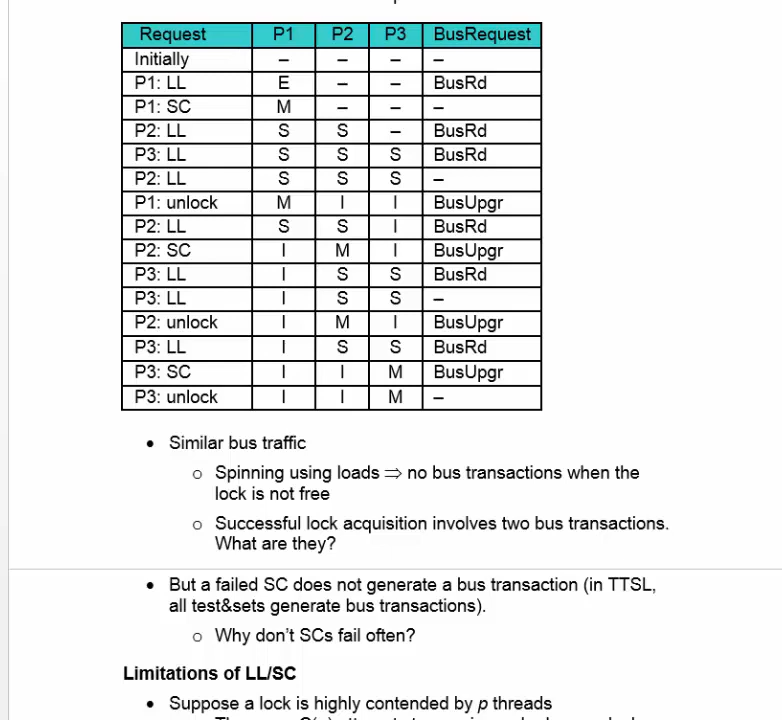 Request P1 P2 P3 BusRequest
Initially – – – –
P1: LL E – – BusRd
P1: SC M – – –
P2: LL S S – BusRd
P3: LL S S S BusRd
P2: LL S S S –
P1: unlock M I I BusUpgr
P2: LL S S I BusRd
P2: SC I M I BusUpgr
P3: LL I S S BusRd
P3: LL I S S –
P2: unlock I M I BusUpgr
P3: LL I S S BusRd
P3: SC I I M BusUpgr
P3: unlock I I M –
• Similar bus traffic
o Spinning using loads ⇒ no bus transactions when the
lock is not free
o Successful lock acquisition involves two bus transactions.
What are they?
• But a failed SC does not generate a bus transaction (in TTSL,
all test&sets generate bus transactions).
o Why don't SCs fail often?
Limitations of LL/SC
• Suppose a lock is highly contended by p threads